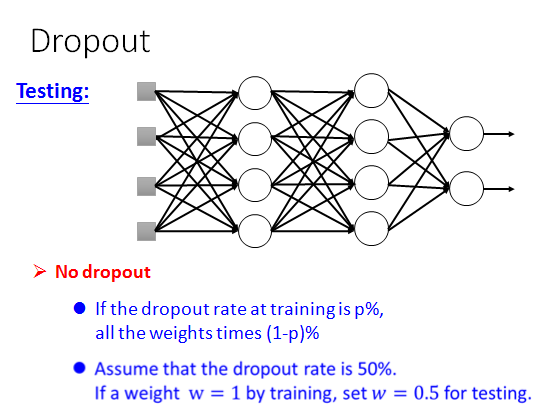 Dropout
Testing:
➤ No dropout
● If the dropout rate at training is p%,
all the weights times (1-p)%
● Assume that the dropout rate is 50%.
If a weight w = 1 by training, set 𝑤 = 0.5 for testing.